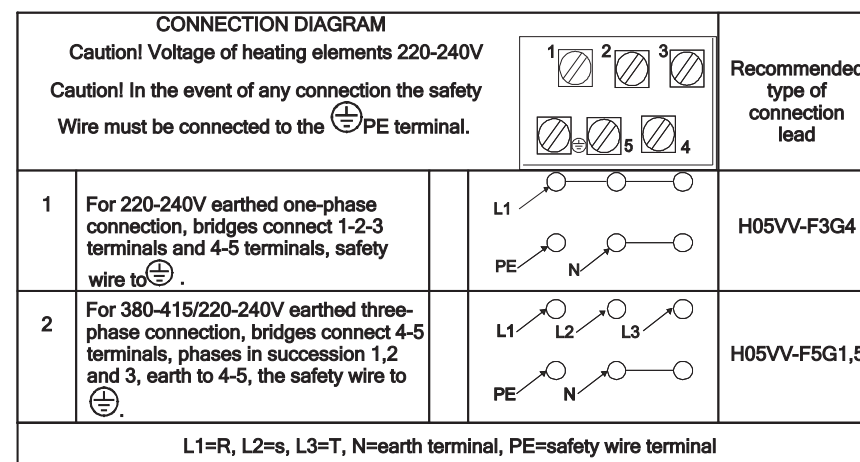 CONNECTION DIAGRAM
Caution! Voltage of heating elements 220-240V
Caution! In the event of any connection the safety
Wire must be connected to the PE terminal.
1 2 3
5 4
Recommended
type of
connection
lead
1
For 220-240V earthed one-phase
connection, bridges connect 1-2-3
terminals and 4-5 terminals, safety
wire to .
L1
PE N
H05VV-F3G4
2
For 380-415/220-240V earthed three-
phase connection, bridges connect 4-5
terminals, phases in succession 1,2
and 3, earth to 4-5, the safety wire to
.
L1 L2 L3
PE N
H05VV-F5G1,5
L1=R, L2=s, L3=T, N=earth terminal, PE=safety wire terminal